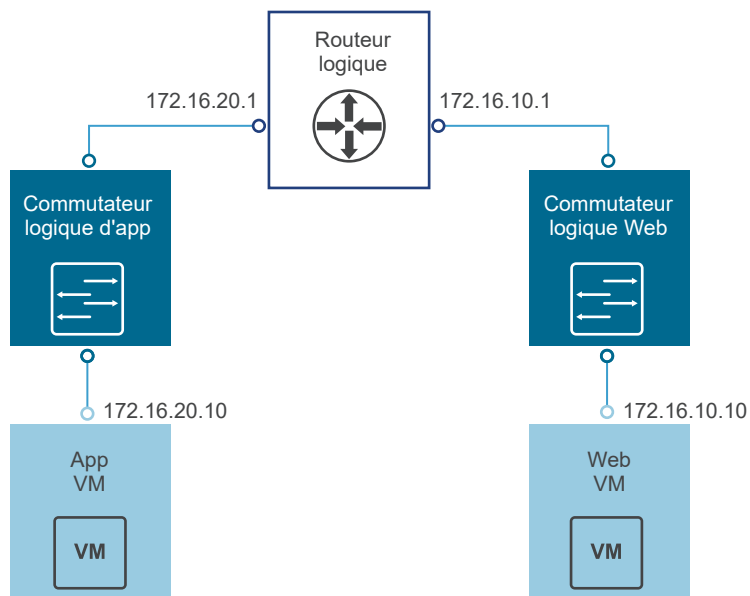 Routeur
logique
172.16.20.1
172.16.10.1
Commutateur
logique d'app
Commutateur
logique Web
172.16.20.10
172.16.10.10
App
VM
Web
VM
VM
VM